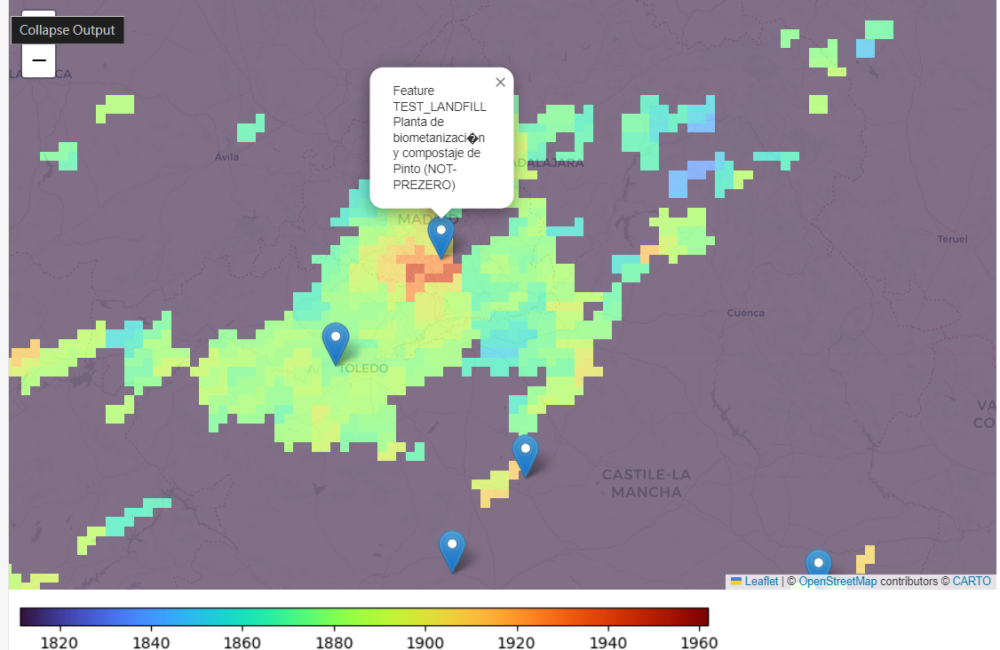 Collapse Output
−
CA
Feature
TEST_LANDFILL
Planta de
biometanizaci�n
y compostaje de
Pinto (NOT-
PREZERO)
×
Ávila
ADALAJARA
MADRID
Teruel
Cuenca
TOLEDO
VA
CO
CASTILE-LA
MANCHA
Leaflet | © OpenStreetMap contributors © CARTO
1820 1840 1860 1880 1900 1920 1940 1960